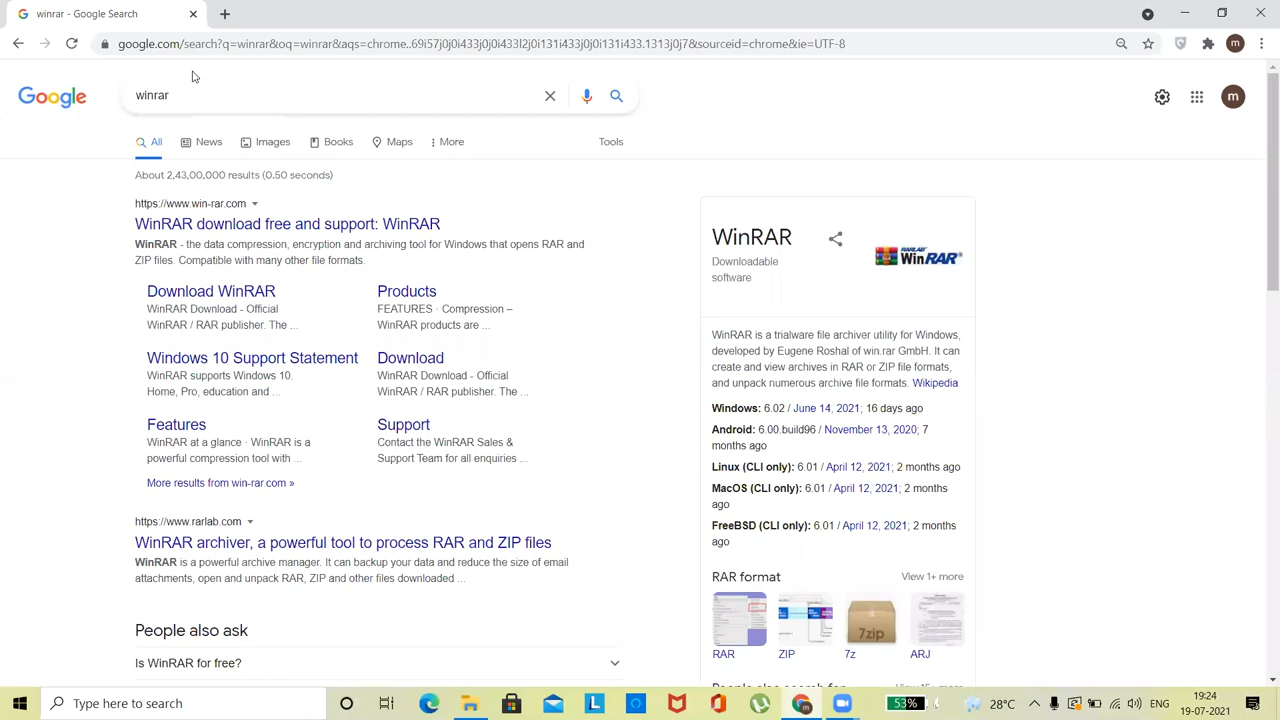 winrar - Google Search
google.com/search?q=winrar&oq=winrar&aqs=chrome..69i57j0j0i433j0j0i433l2j0i131i433j0j0i131i433.1313j0j7&sourceid=chrome&ie=UTF-8
m
Google
winrar
m
All
News
Images
Books
Maps
More
Tools
About 2,43,00,000 results (0.50 seconds)
https://www.win-rar.com
WinRAR download free and support: WinRAR
WinRAR - the data compression, encryption and archiving tool for Windows that opens RAR and
ZIP files. Compatible with many other file formats.
Download WinRAR
WinRAR Download - Official
WinRAR / RAR publisher. The ...
Products
FEATURES · Compression –
WinRAR products are ...
Windows 10 Support Statement
WinRAR supports Windows 10.
Home, Pro, education and ...
Download
WinRAR Download - Official
WinRAR / RAR publisher. The ...
Features
WinRAR at a glance · WinRAR is a
powerful compression tool with ...
Support
Contact the WinRAR Sales &
Support Team for all enquiries ...
More results from win-rar.com »
https://www.rarlab.com
WinRAR archiver, a powerful tool to process RAR and ZIP files
WinRAR is a powerful archive manager. It can backup your data and reduce the size of email
attachments, open and unpack RAR, ZIP and other files downloaded ...
People also ask
Is WinRAR for free?
WinRAR
Downloadable
software
RARLAB
WinRAR
WinRAR is a trialware file archiver utility for Windows,
developed by Eugene Roshal of win.rar GmbH. It can
create and view archives in RAR or ZIP file formats,
and unpack numerous archive file formats. Wikipedia
Windows: 6.02 / June 14, 2021; 16 days ago
Android: 6.00.build96 / November 13, 2020; 7
months ago
Linux (CLI only): 6.01 / April 12, 2021; 2 months ago
MacOS (CLI only): 6.01 / April 12, 2021; 2 months
ago
FreeBSD (CLI only): 6.01 / April 12, 2021; 2 months
ago
RAR format
View 1+ more
7zip
RAR
ZIP
7z
ARJ
People also search for
View 15+ more
Type here to search
L
53%
28°C
ENG
19:24
19-07-2021